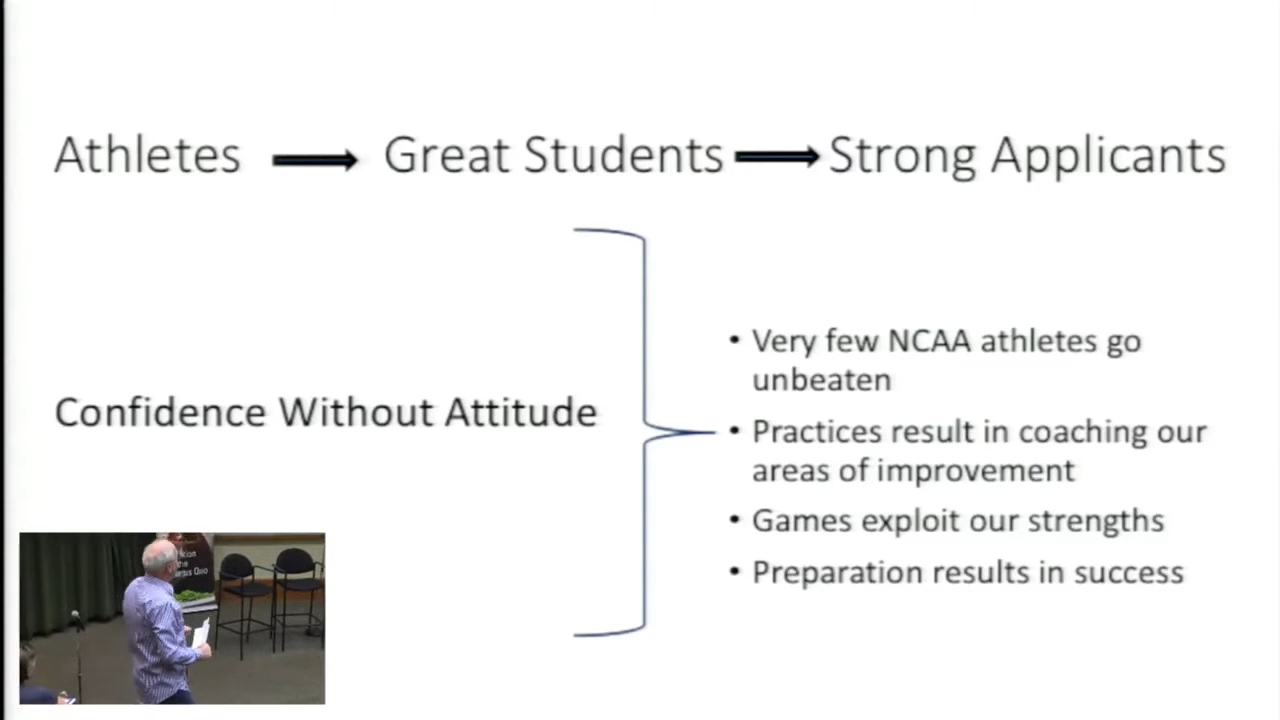 Athletes Great Students Strong Applicants
Confidence Without Attitude
• Very few NCAA athletes go
unbeaten
• Practices result in coaching our
areas of improvement
• Games exploit our strengths
• Preparation results in success
the